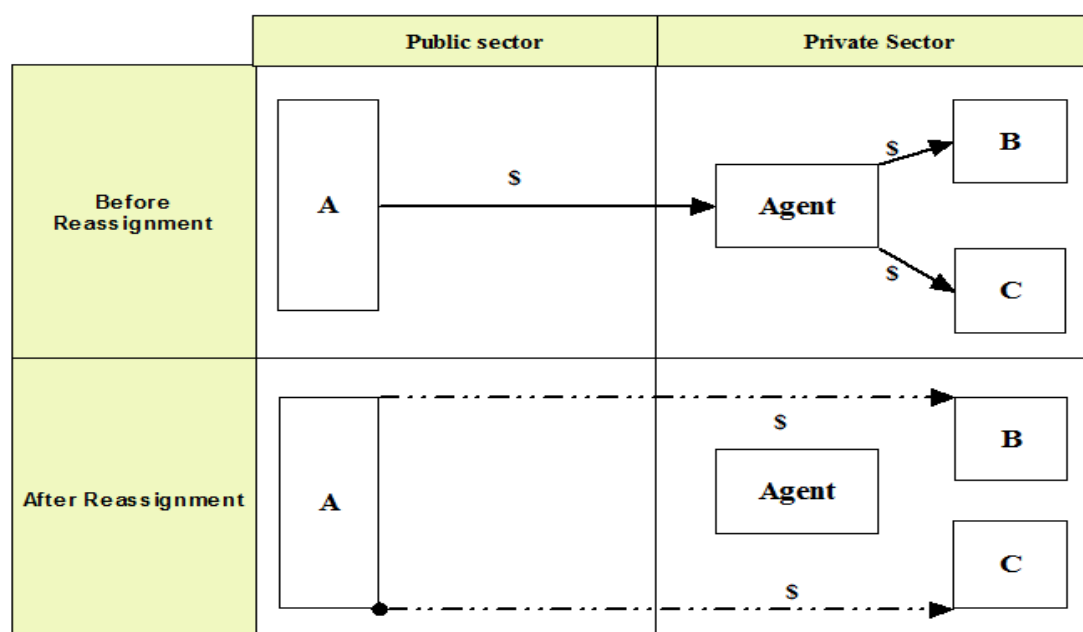 Public sector
Private Sector
Before
Reassignment
A
$
Agent
$
$
B
C
After Reassignment
A
$
Agent
$
B
C